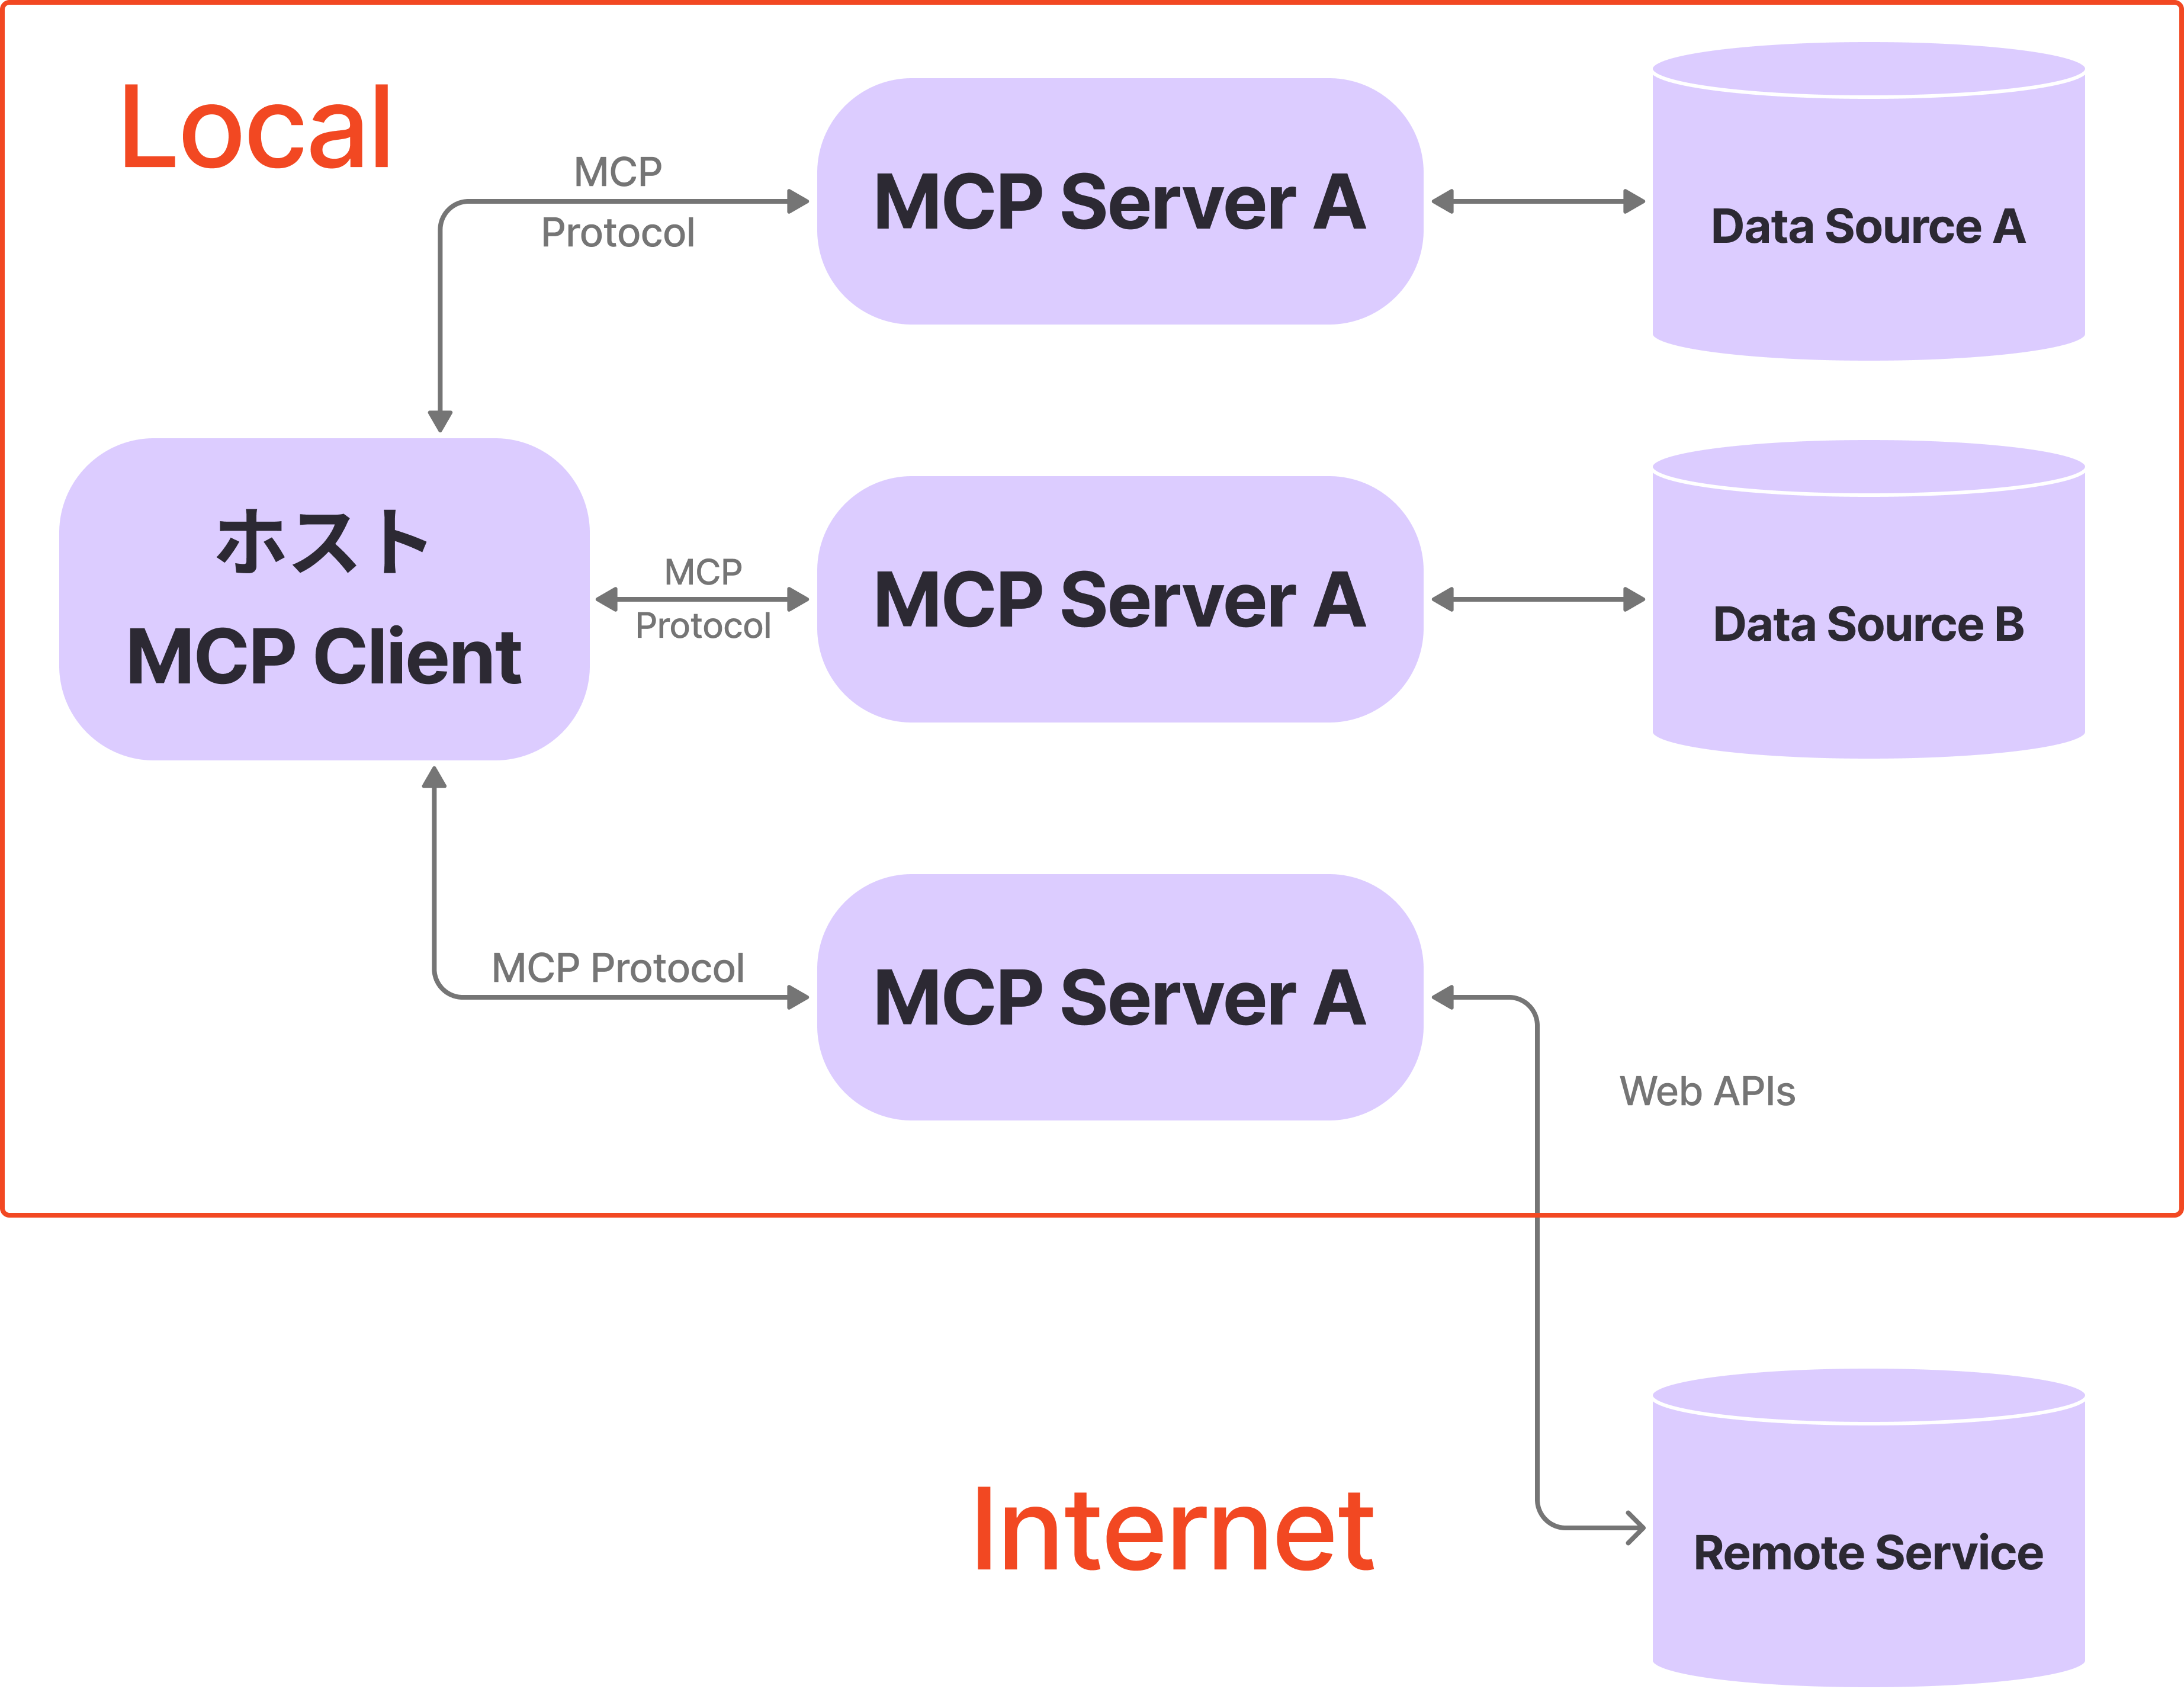 Local
MCP
Protocol
MCP Server A
Data Source A
ホスト
MCP Client
MCP
Protocol
MCP Server A
Data Source B
MCP Protocol
MCP Server A
Web APIs
Internet
Remote Service